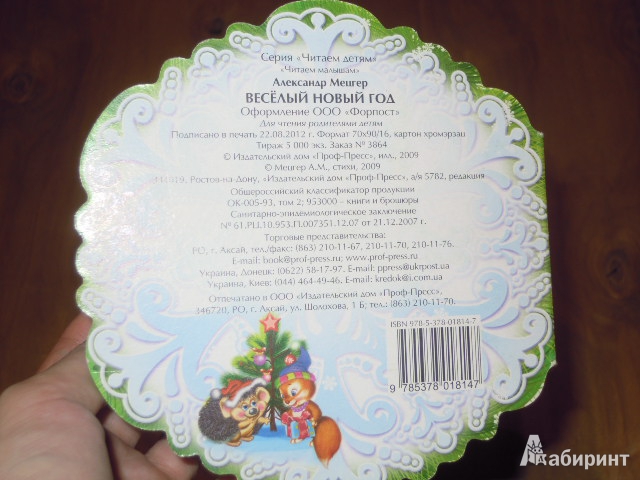 Серия «Читаем детям»
"Читаем малышам"
Александр Мецгер
ВЕСЁЛЫЙ НОВЫЙ ГОД
Оформление ООО «Форпост»
Для чтения родителями детям
Подписано в печать 22.08.2012 г. Формат 70х90/16, картон хромэрзац
Тираж 5 000 экз. Заказ № 3864
© Издательский дом «Проф-Пресс», илл., 2009
© Мецгер А.М., стихи, 2009
Ростов-на-Дону, «Издательский дом «Проф-Пресс», а/я 5782, редакция
Общероссийский классификатор продукции
ОК-005-93, том 2; 953000 - книги и брошюры
Санитарно-эпидемиологическое заключение
№ 61.РЦ.10.953.П.007351.12.07 от 21.12.2007 г.
Торговые представительства:
РО, г. Аксай, тел./факс: (863) 210-11-67, 210-11-70, 210-11-76.
E-mail: book@prof-press.ru www.prof-press.ru
Украина, Донецк: (0622) 58-17-97. E-mail: ppress@ukrpost.ua
Украина, Киев: (044) 464-49-46. E-mail: kredok@i.com.ua
Отпечатано в ООО «Издательский дом «Проф-Пресс»,
346720, РО, г. Аксай, ул. Шолохова, 1 Б; тел.: (863) 210-11-70.
ISBN 978-5-378-01814-7
9 785378 018147
Лабиринт